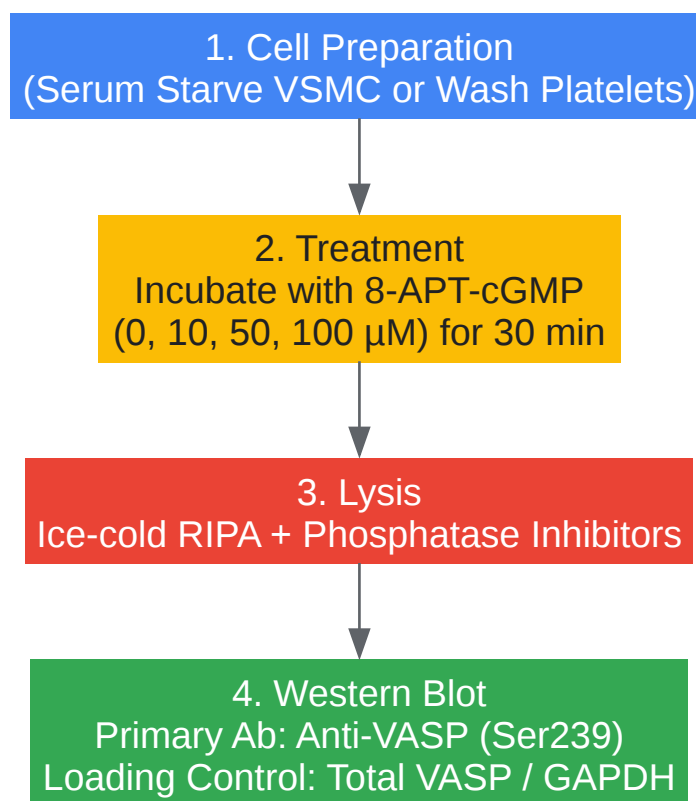 1. Cell Preparation
(Serum Starve VSMC or Wash Platelets)
2. Treatment
Incubate with 8-APT-cGMP
(0, 10, 50, 100 µM) for 30 min
3. Lysis
Ice-cold RIPA + Phosphatase Inhibitors
4. Western Blot
Primary Ab: Anti-VASP (Ser239)
Loading Control: Total VASP / GAPDH